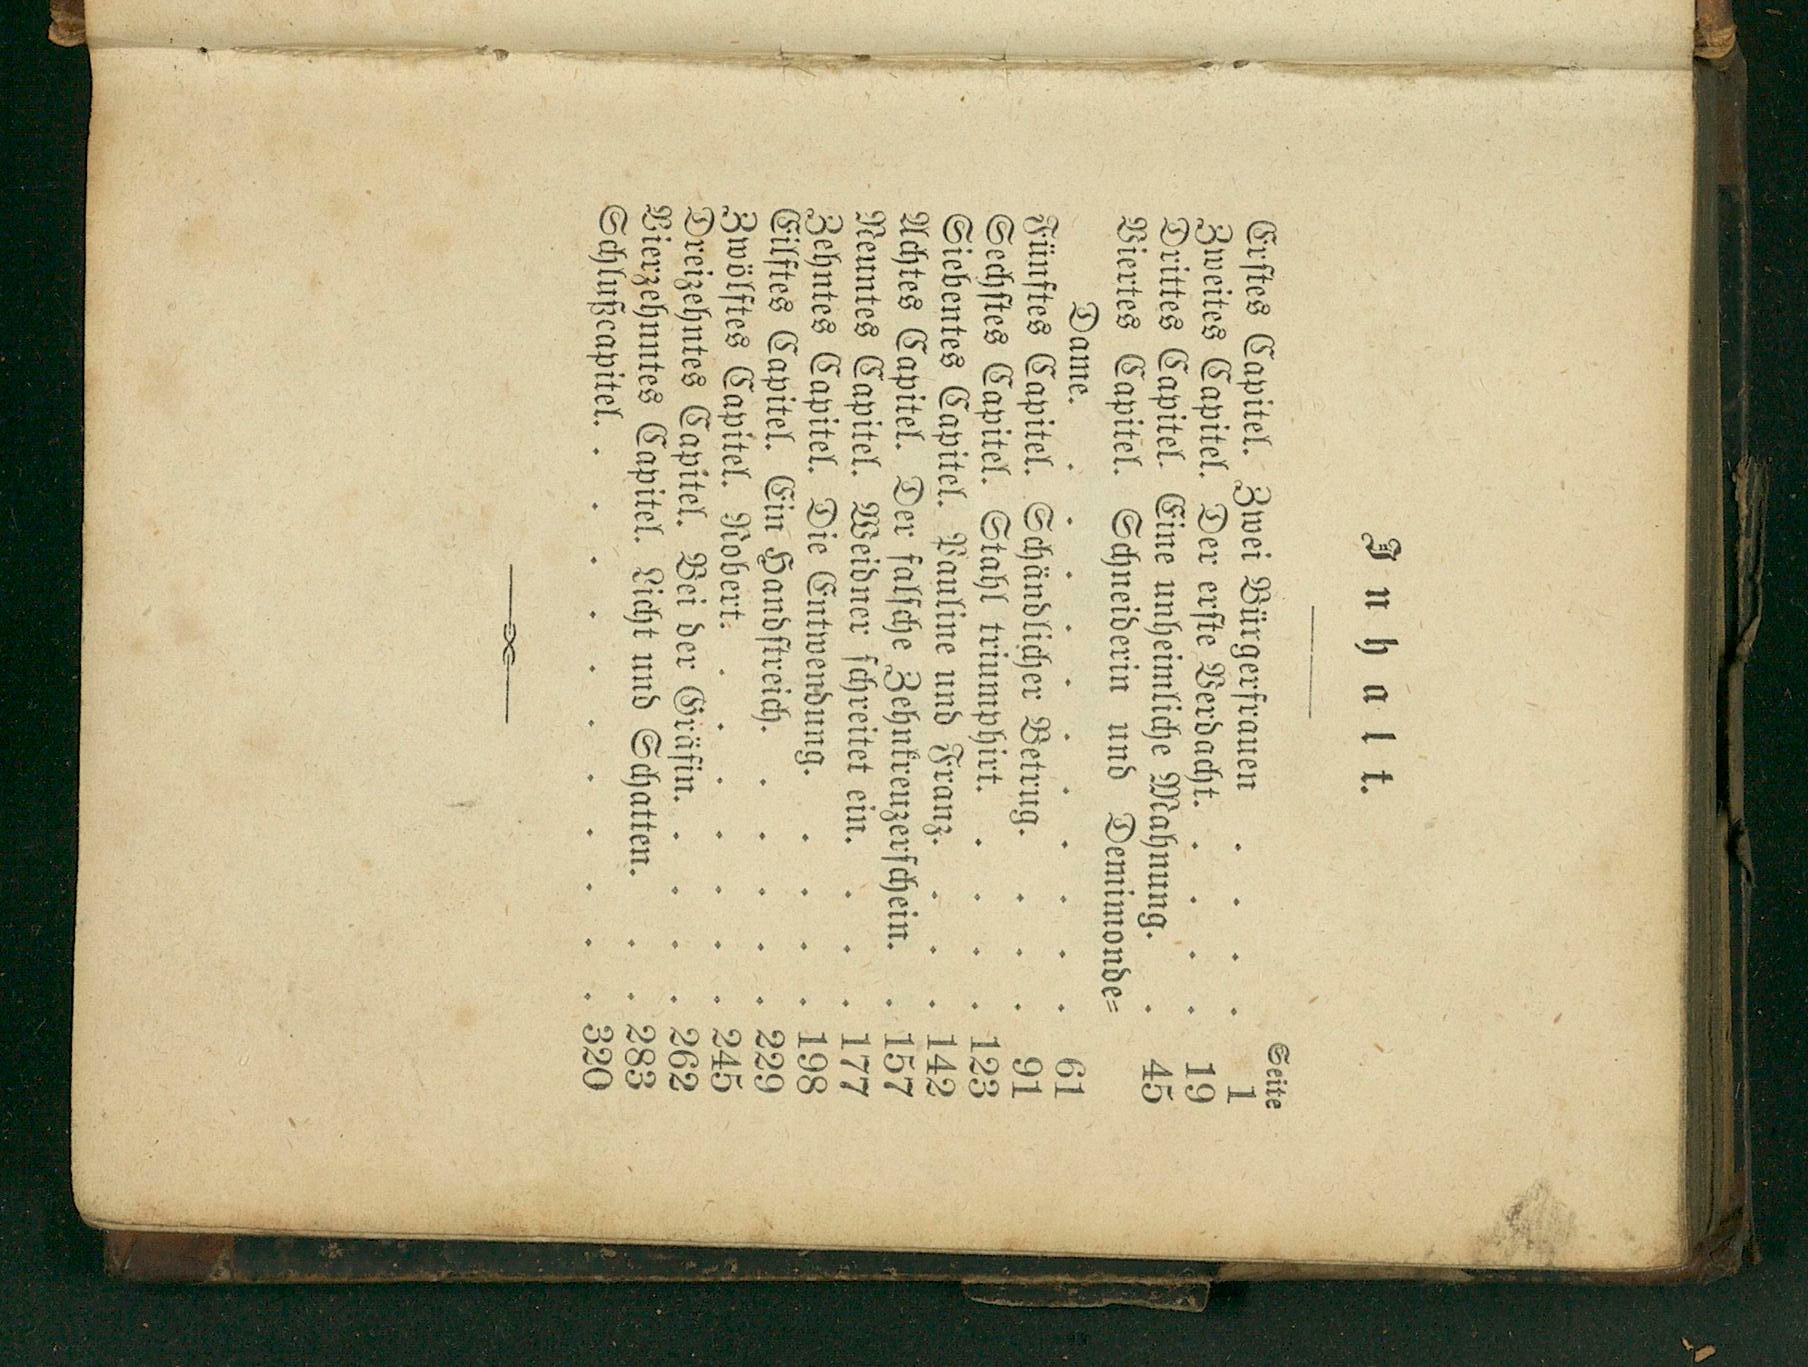 Inhalt.
Seite
Erstes Capitel. Zwei Bürgerfrauen . . . . 1
Zweites Capitel. Der erste Verdacht. . . . . 19
Drittes Capitel. Eine unheimliche Mahnung. . 45
Viertes Capitel. Schneiderin und Demimonde-
Dame. . . . . . . . . . . . 61
Fünftes Capitel. Schändlicher Betrug. . . . 91
Sechstes Capitel. Stahl triumphirt. . . . . 123
Siebentes Capitel. Pauline und Franz. . . . 142
Achtes Capitel. Der falsche Zehnkreuzerschein. . 157
Neuntes Capitel. Weidner schreitet ein. . . . 177
Zehntes Capitel. Die Entwendung. . . . . 198
Eilftes Capitel. Ein Handstreich. . . . . . 229
Zwölftes Capitel. Robert. . . . . . . . 245
Dreizehntes Capitel. Bei der Gräfin. . . . . 262
Vierzehntes Capitel. Licht und Schatten. . . . 283
Schlußcapitel. . . . . . . . . . . . 320